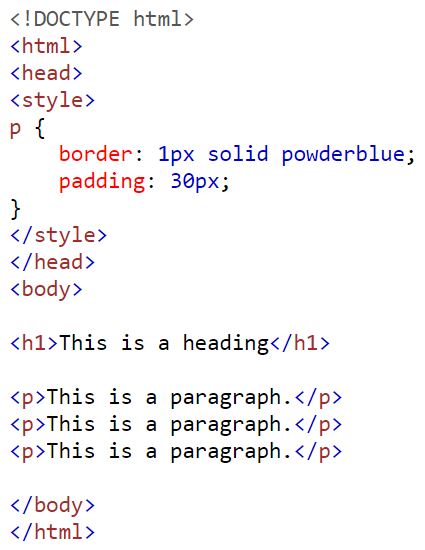 <!DOCTYPE html>
<html>
<head>
<style>
p {
    border: 1px solid powderblue;
    padding: 30px;
}
</style>
</head>
<body>

<h1>This is a heading</h1>

<p>This is a paragraph.</p>
<p>This is a paragraph.</p>
<p>This is a paragraph.</p>

</body>
</html>